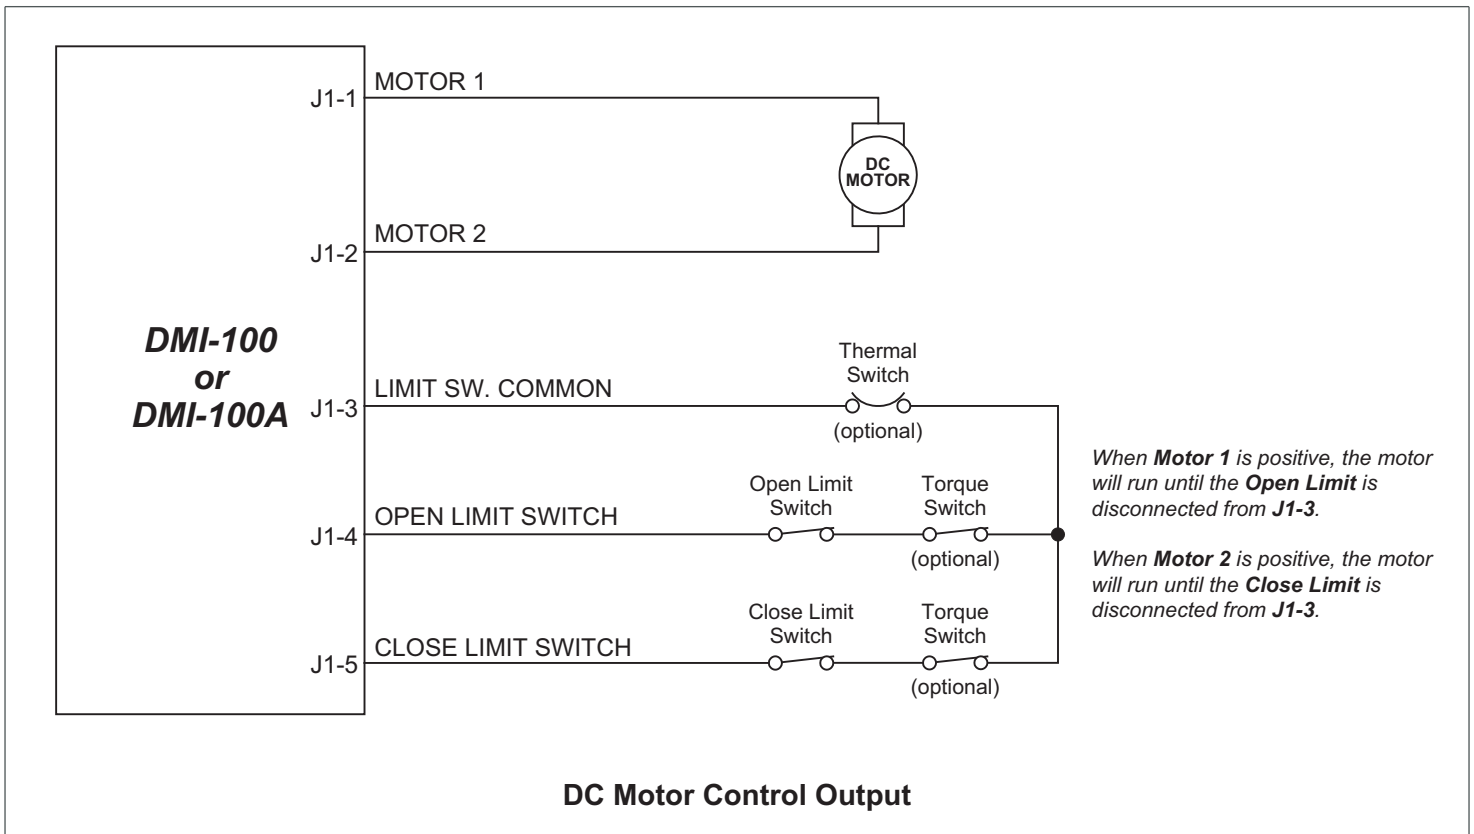 MOTOR 1
J1-1
DC
MOTOR
MOTOR 2
J1-2
DMI-100
or
DMI-100A
Thermal
Switch
LIMIT SW. COMMON
J1-3
(optional)
When Motor 1 is positive, the motor
will run until the Open Limit is
disconnected from J1-3.
Open Limit
Switch
Torque
Switch
OPEN LIMIT SWITCH
J1-4
(optional)
When Motor 2 is positive, the motor
will run until the Close Limit is
disconnected from J1-3.
Close Limit
Switch
Torque
Switch
CLOSE LIMIT SWITCH
J1-5
(optional)
DC Motor Control Output